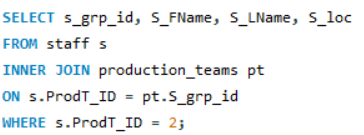 SELECT s_grp_id, S_FName, S_LName, S_loc
FROM staff s
INNER JOIN production_teams pt
ON s.ProdT_ID = pt.S_grp_id
WHERE s.ProdT_ID = 2;